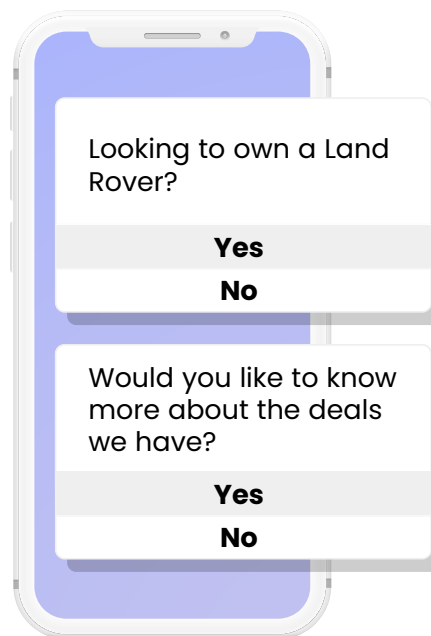 Looking to own a Land
Rover?
Yes
No
Would you like to know
more about the deals
we have?
Yes
No